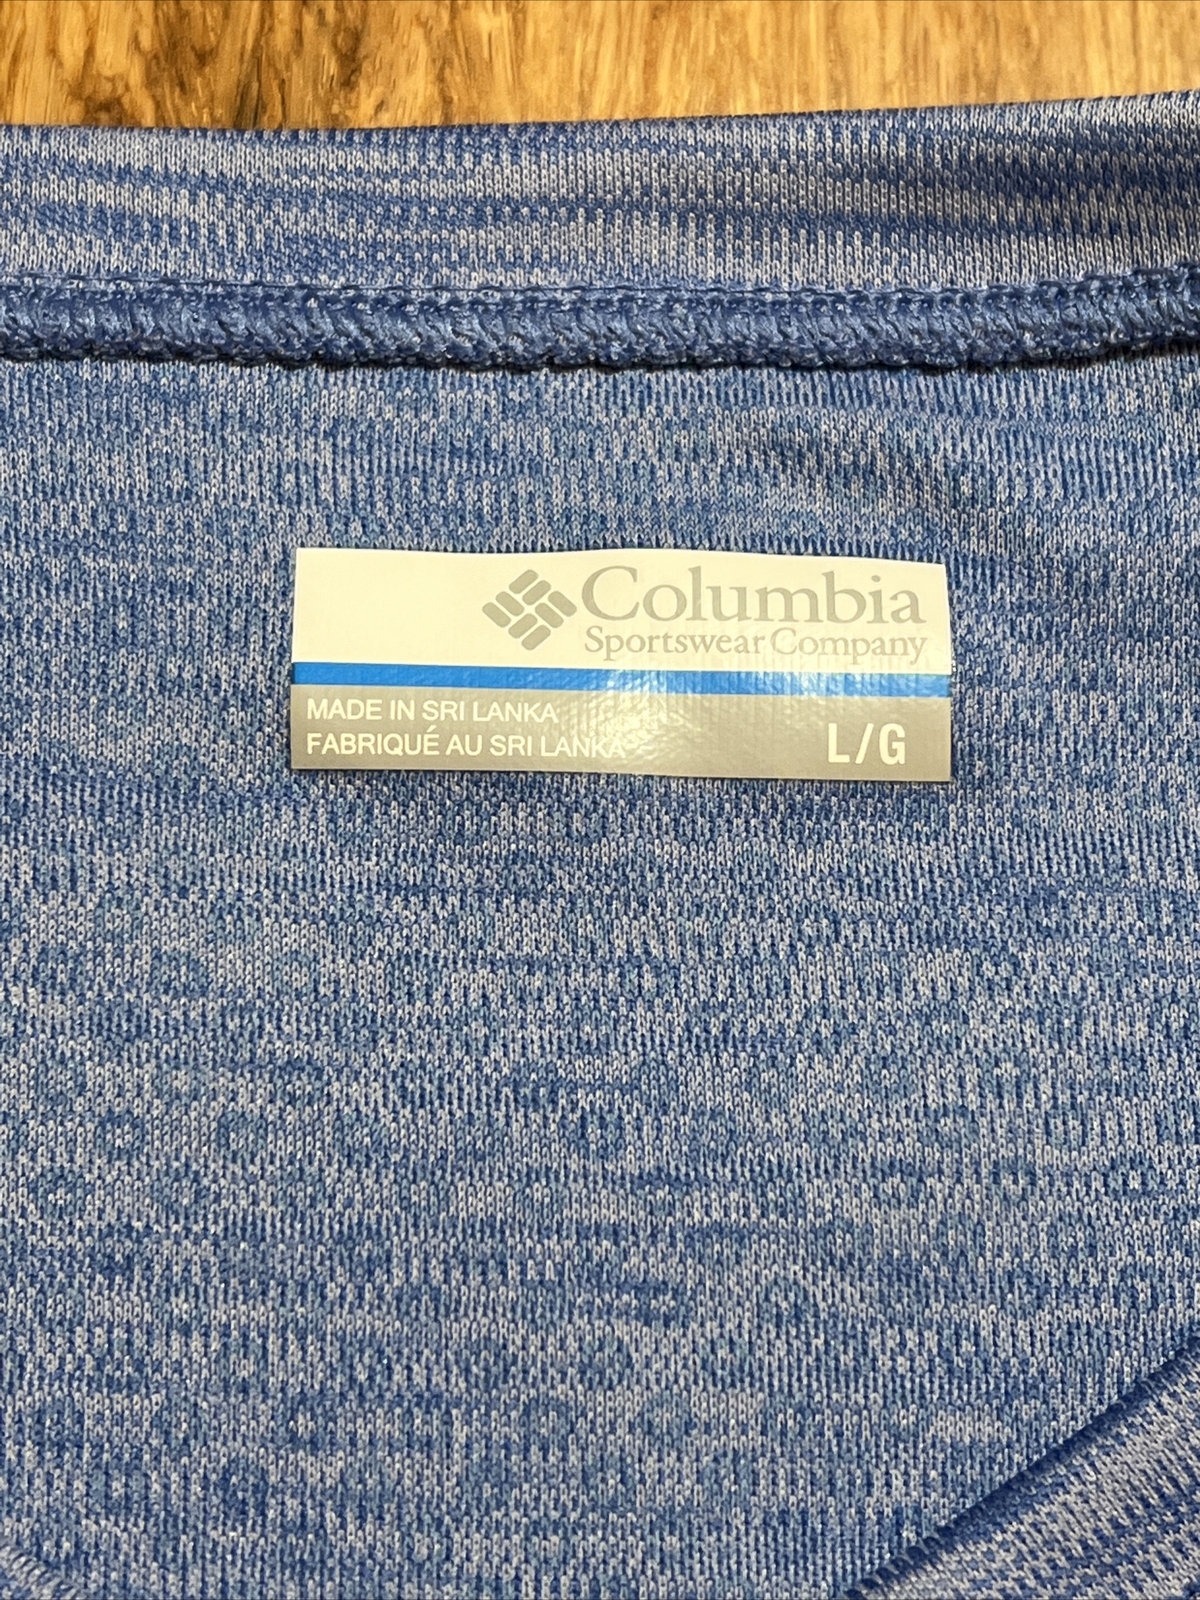 Columbia
Sportswear Company
MADE IN SRI LANKA
FABRIQUÉ AU SRI LANKA
L/G